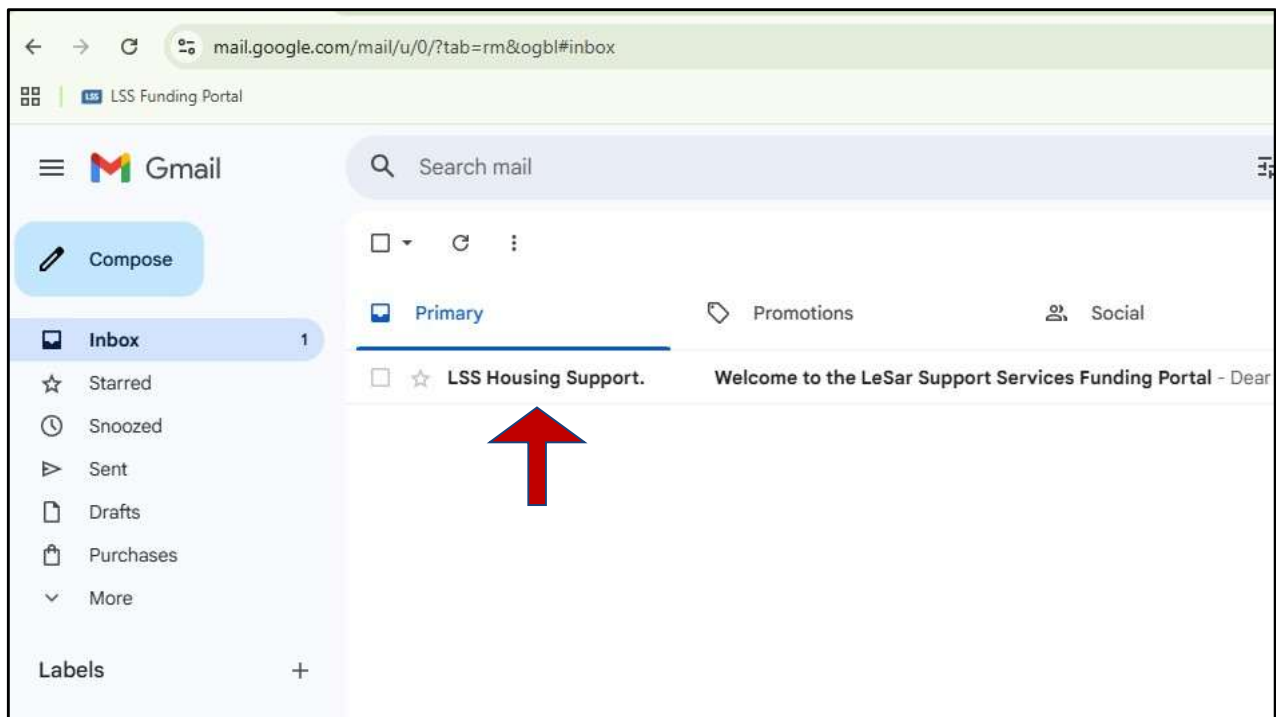 mail.google.com/mail/u/0/?tab=rm&ogbl#inbox
LSS LSS Funding Portal
Gmail
Search mail
Compose
Primary Promotions Social
Inbox 1
LSS Housing Support. Welcome to the LeSar Support Services Funding Portal - Dear
Starred
Snoozed
Sent
Drafts
Purchases
More
Labels +